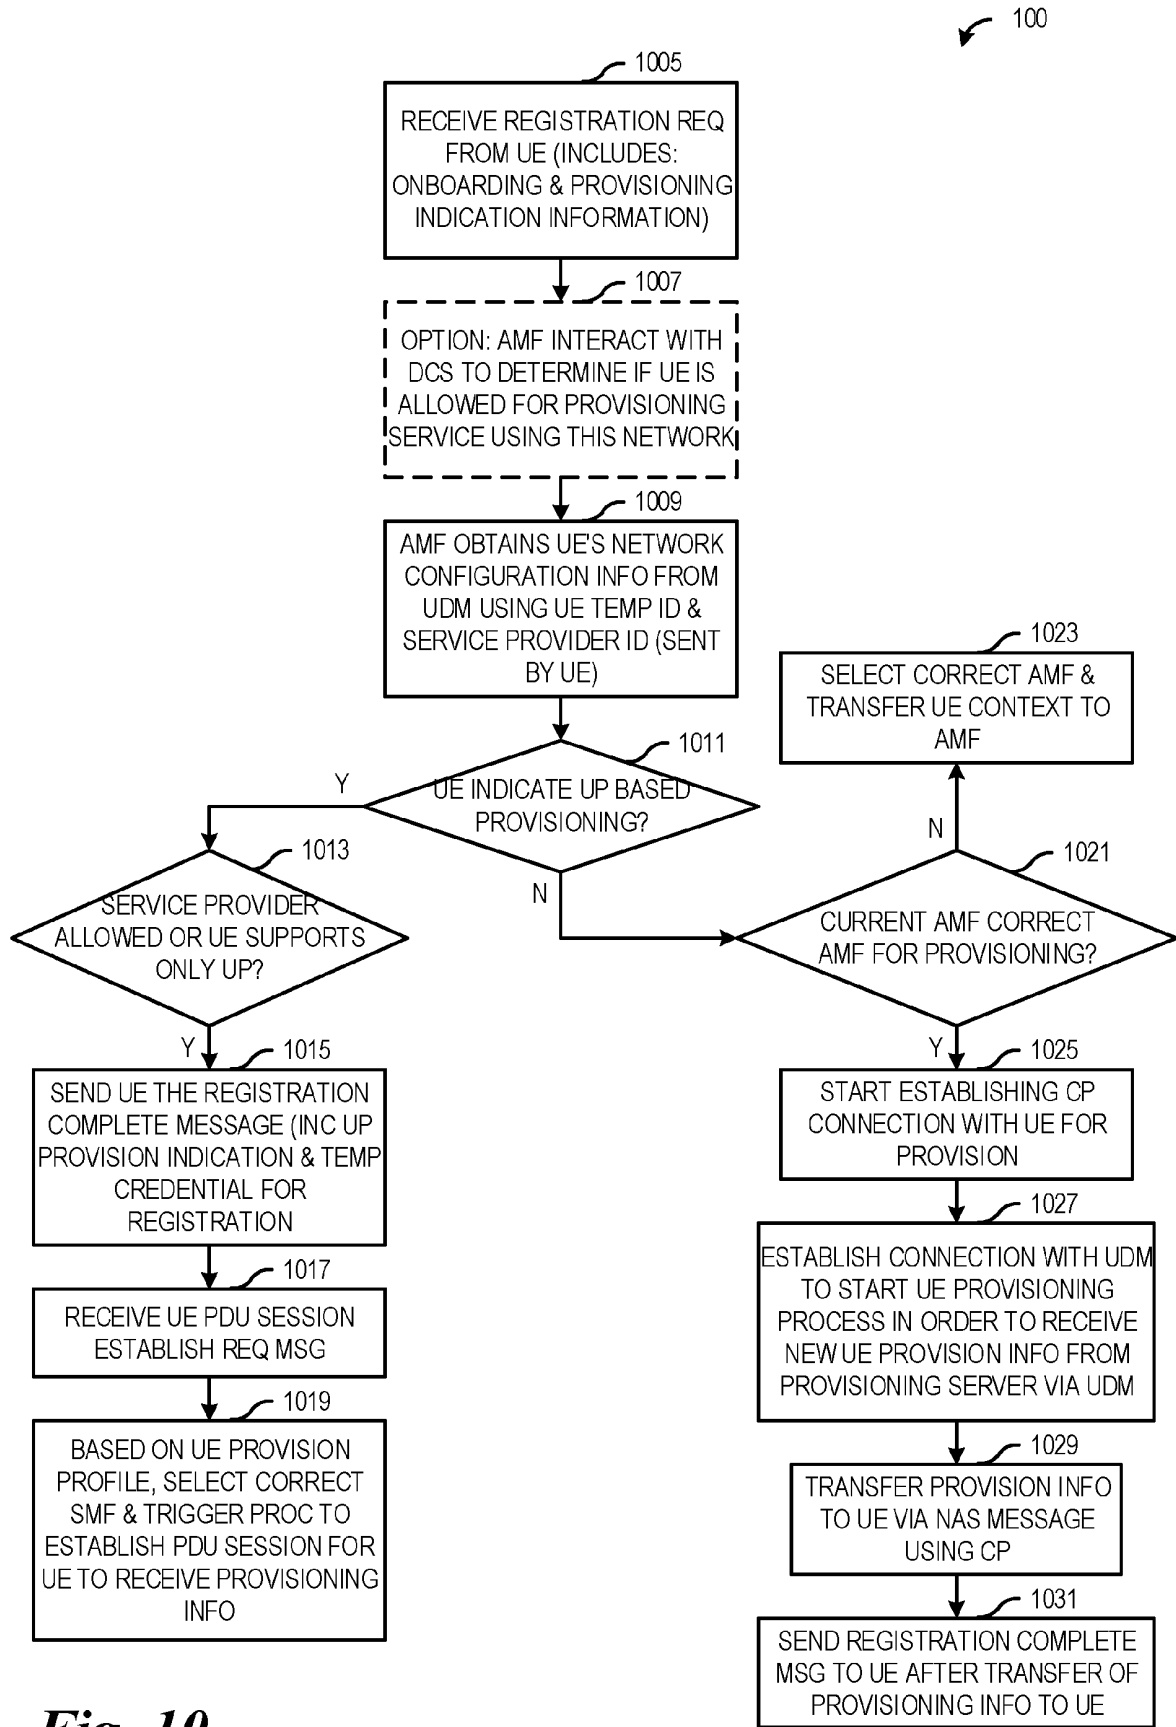 100
1005
RECEIVE REGISTRATION REQ
FROM UE (INCLUDES:
ONBOARDING & PROVISIONING
INDICATION INFORMATION)
1007
OPTION: AMF INTERACT WITH
DCS TO DETERMINE IF UE IS
ALLOWED FOR PROVISIONING
SERVICE USING THIS NETWORK
1009
AMF OBTAINS UE'S NETWORK
CONFIGURATION INFO FROM
UDM USING UE TEMP ID &
SERVICE PROVIDER ID (SENT
BY UE)
1011
UE INDICATE UP BASED
PROVISIONING?
Y
N
1013
SERVICE PROVIDER
ALLOWED OR UE SUPPORTS
ONLY UP?
Y
1015
SEND UE THE REGISTRATION
COMPLETE MESSAGE (INC UP
PROVISION INDICATION & TEMP
CREDENTIAL FOR
REGISTRATION
1017
RECEIVE UE PDU SESSION
ESTABLISH REQ MSG
1019
BASED ON UE PROVISION
PROFILE, SELECT CORRECT
SMF & TRIGGER PROC TO
ESTABLISH PDU SESSION FOR
UE TO RECEIVE PROVISIONING
INFO
1023
SELECT CORRECT AMF &
TRANSFER UE CONTEXT TO
AMF
N
1021
CURRENT AMF CORRECT
AMF FOR PROVISIONING?
Y
1025
START ESTABLISHING CP
CONNECTION WITH UE FOR
PROVISION
1027
ESTABLISH CONNECTION WITH UDM
TO START UE PROVISIONING
PROCESS IN ORDER TO RECEIVE
NEW UE PROVISION INFO FROM
PROVISIONING SERVER VIA UDM
1029
TRANSFER PROVISION INFO
TO UE VIA NAS MESSAGE
USING CP
1031
SEND REGISTRATION COMPLETE
MSG TO UE AFTER TRANSFER OF
PROVISIONING INFO TO UE
Fig. 10